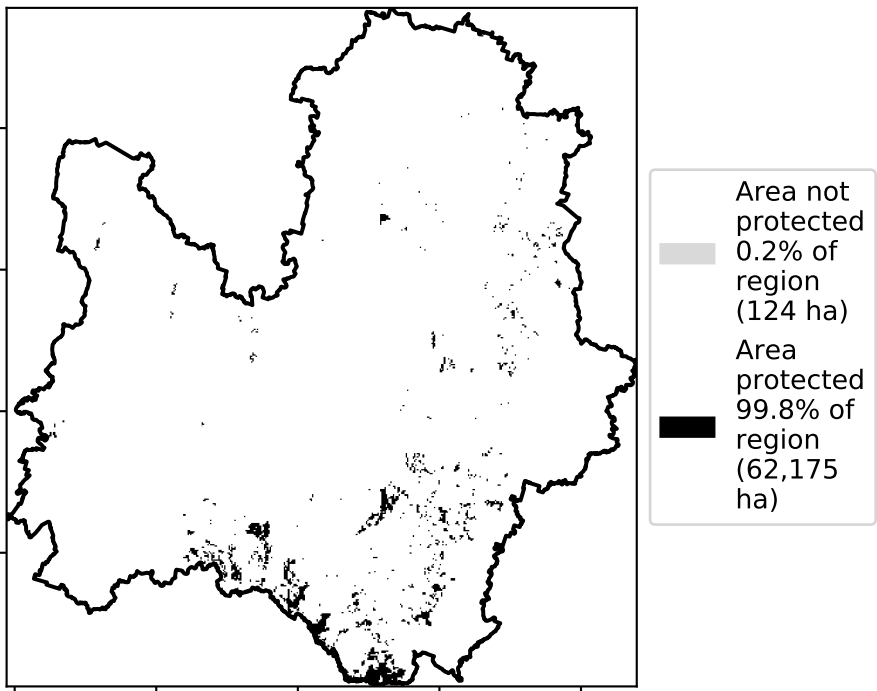 Area not
protected
0.2% of
region
(124 ha)
Area
protected
99.8% of
region
(62,175
ha)